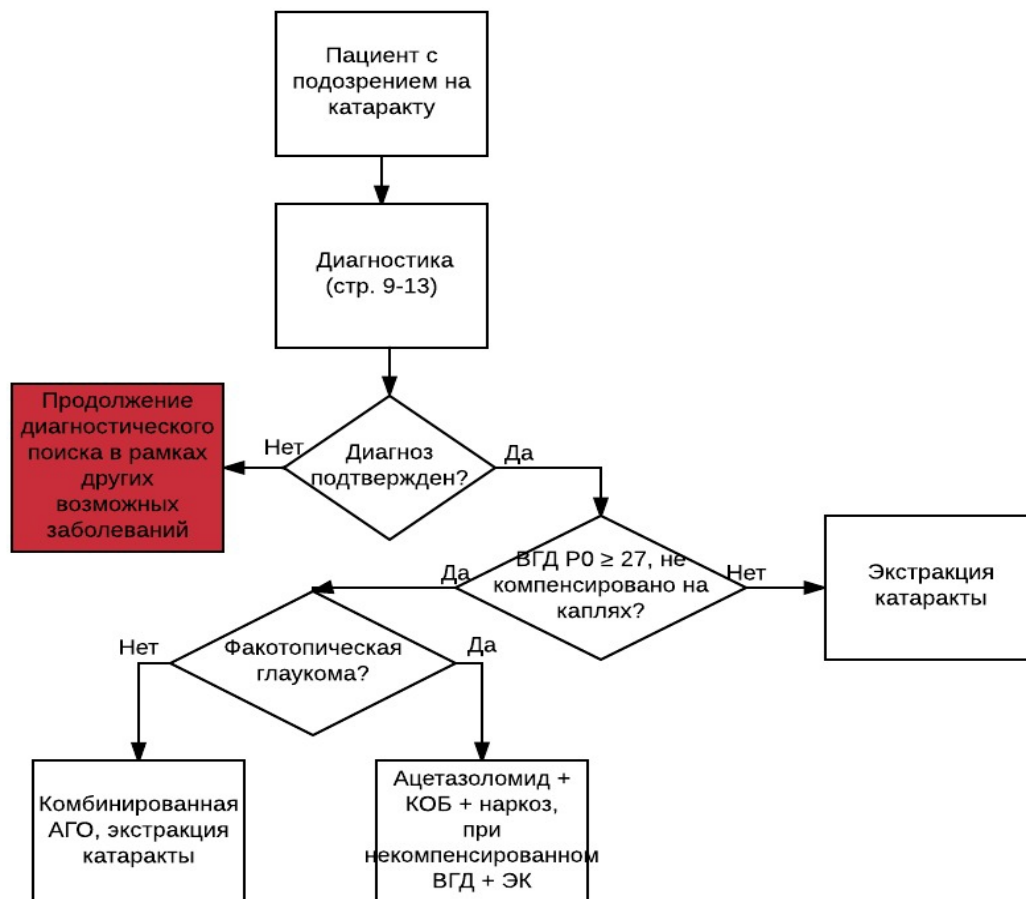 Пациент с
подозрением на
катаракту
Диагностика
(стр. 9-13)
Продолжение
диагностического
поиска в рамках
других
возможных
заболеваний
Нет
Диагноз
подтвержден?
Да
Да
ВГД P0 ≥ 27, не
компенсировано на
каплях?
Нет
Экстракция
катаракты
Нет
Факотопическая
глаукома?
Да
Комбинированная
АГО, экстракция
катаракты
Ацетазоломид +
КОБ + наркоз,
при
некомпенсированном
ВГД + ЭК